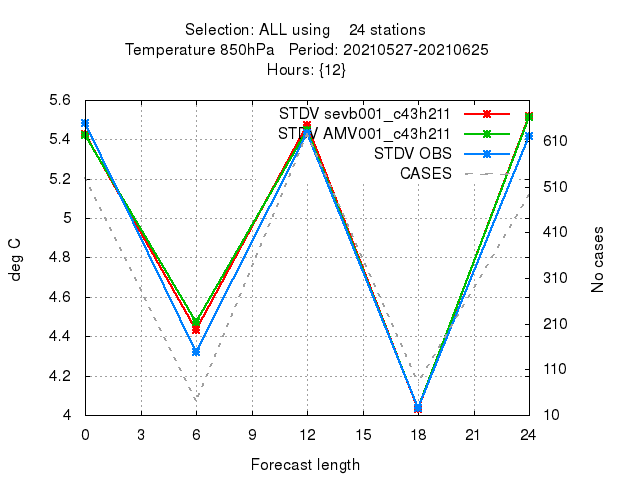 Selection: ALL using 24 stations
Temperature 850hPa Period: 20210527-20210625
Hours: {12}
STDV sevb001_c43h211
STDV AMV001_c43h211
STDV OBS
CASES
5.6
5.4
5.2
5
4.8
4.6
4.4
4.2
4
deg C
610
510
410
310
210
110
10
No cases
0 3 6 9 12 15 18 21 24
Forecast length